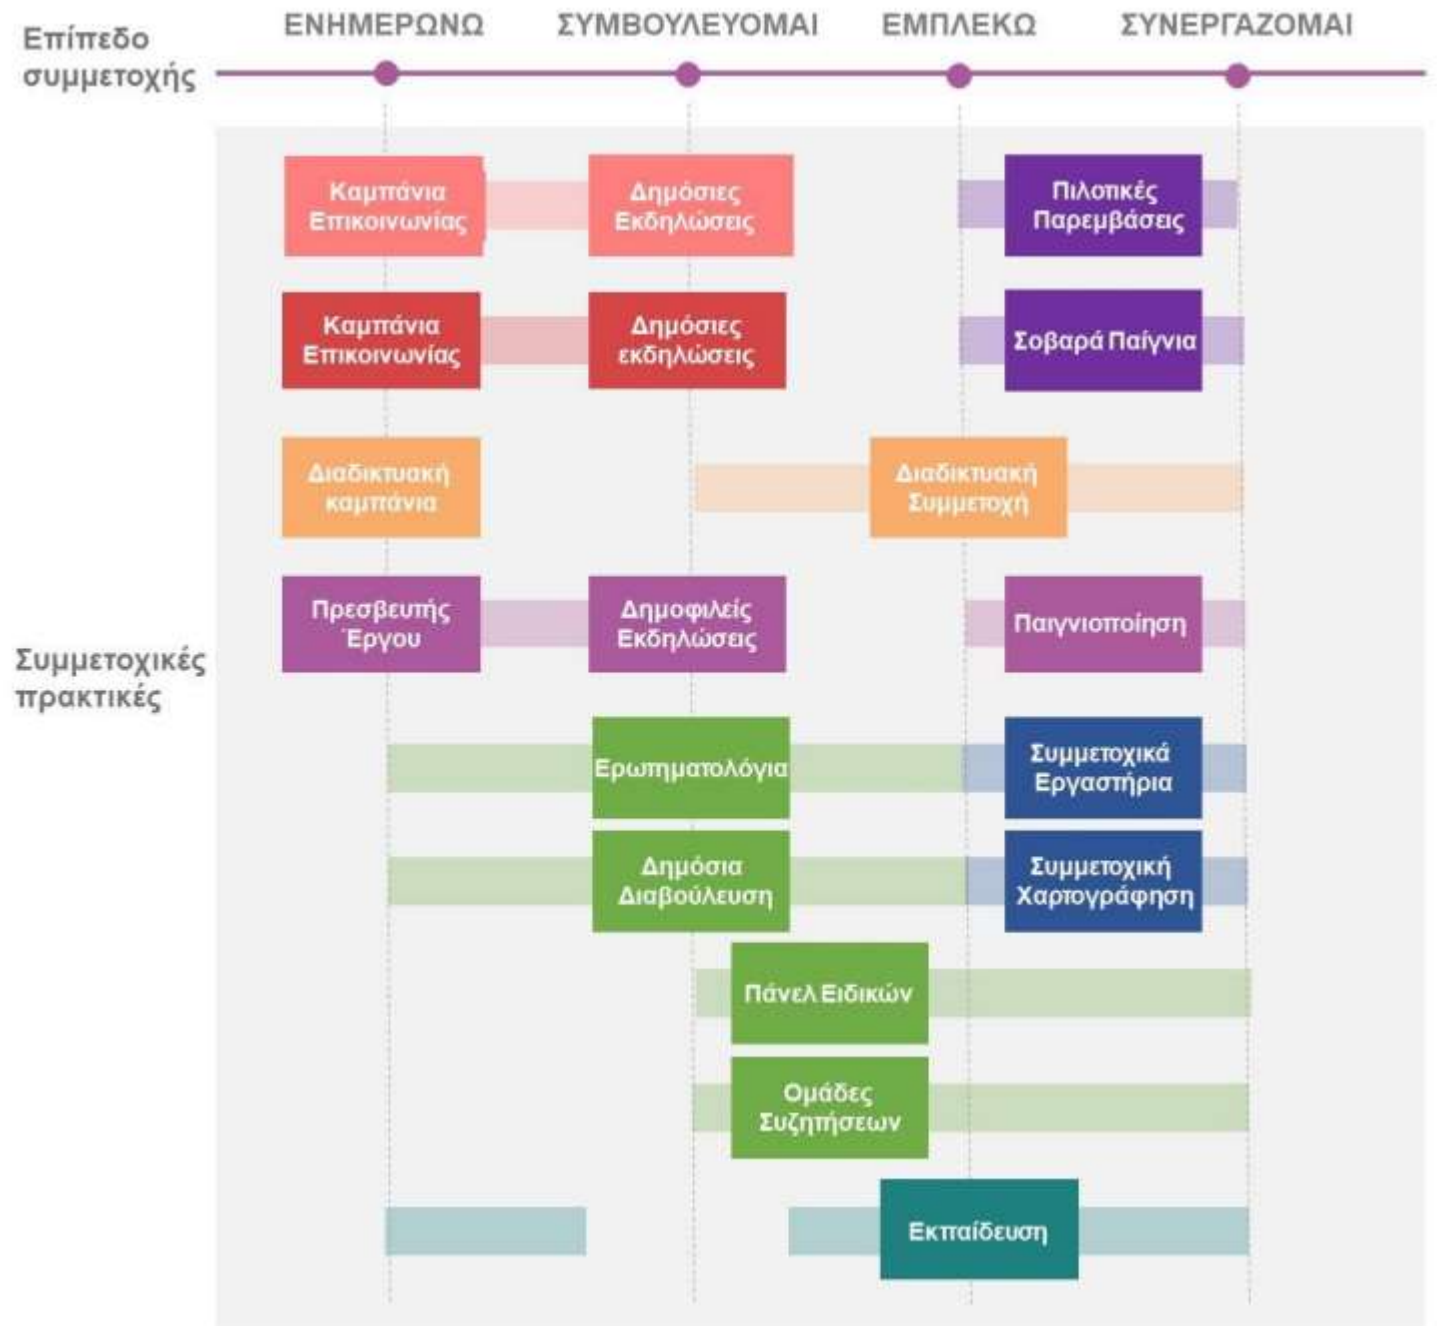 Επίπεδο
συμμετοχής
ΕΝΗΜΕΡΩΝΩ
ΣΥΜΒΟΥΛΕΥΟΜΑΙ
ΕΜΠΛΕΚΩ
ΣΥΝΕΡΓΑΖΟΜΑΙ
Καμπάνια
Επικοινωνίας
Δημόσιες
Εκδηλώσεις
Πιλοτικές
Παρεμβάσεις
Καμπάνια
Επικοινωνίας
Δημόσιες
εκδηλώσεις
Σοβαρά Παίγνια
Διαδικτυακή
καμπάνια
Διαδικτυακή
Συμμετοχή
Πρεσβευτής
Έργου
Δημοφιλείς
Εκδηλώσεις
Παιγνιοποίηση
Συμμετοχικές
πρακτικές
Ερωτηματολόγια
Συμμετοχικά
Εργαστήρια
Δημόσια
Διαβούλευση
Συμμετοχική
Χαρτογράφηση
Πάνελ Ειδικών
Ομάδες
Συζητήσεων
Εκπαίδευση